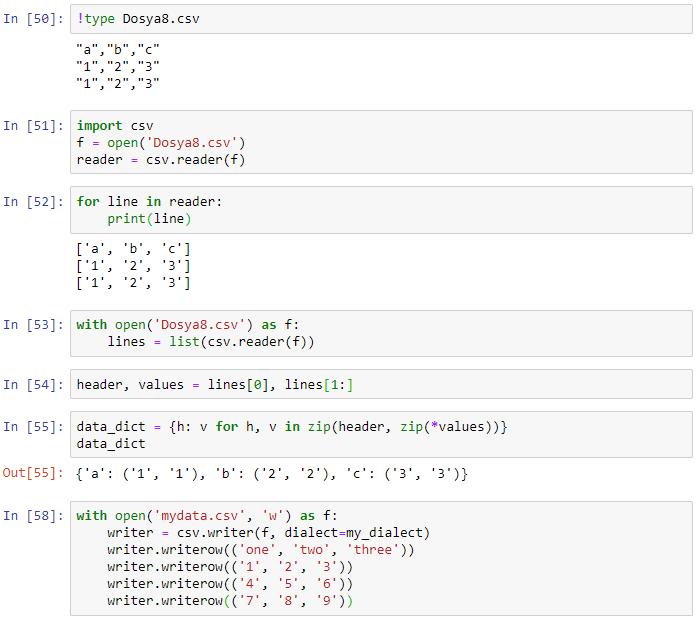 In [50]: !type Dosya8.csv
"a","b","c"
"1","2","3"
"1","2","3"
In [51]: import csv
f = open('Dosya8.csv')
reader = csv.reader(f)
In [52]: for line in reader:
    print(line)
['a', 'b', 'c']
['1', '2', '3']
['1', '2', '3']
In [53]: with open('Dosya8.csv') as f:
    lines = list(csv.reader(f))
In [54]: header, values = lines[0], lines[1:]
In [55]: data_dict = {h: v for h, v in zip(header, zip(*values))}
data_dict
Out[55]: {'a': ('1', '1'), 'b': ('2', '2'), 'c': ('3', '3')}
In [58]: with open('mydata.csv', 'w') as f:
    writer = csv.writer(f, dialect=my_dialect)
    writer.writerow(('one', 'two', 'three'))
    writer.writerow(('1', '2', '3'))
    writer.writerow(('4', '5', '6'))
    writer.writerow(('7', '8', '9'))